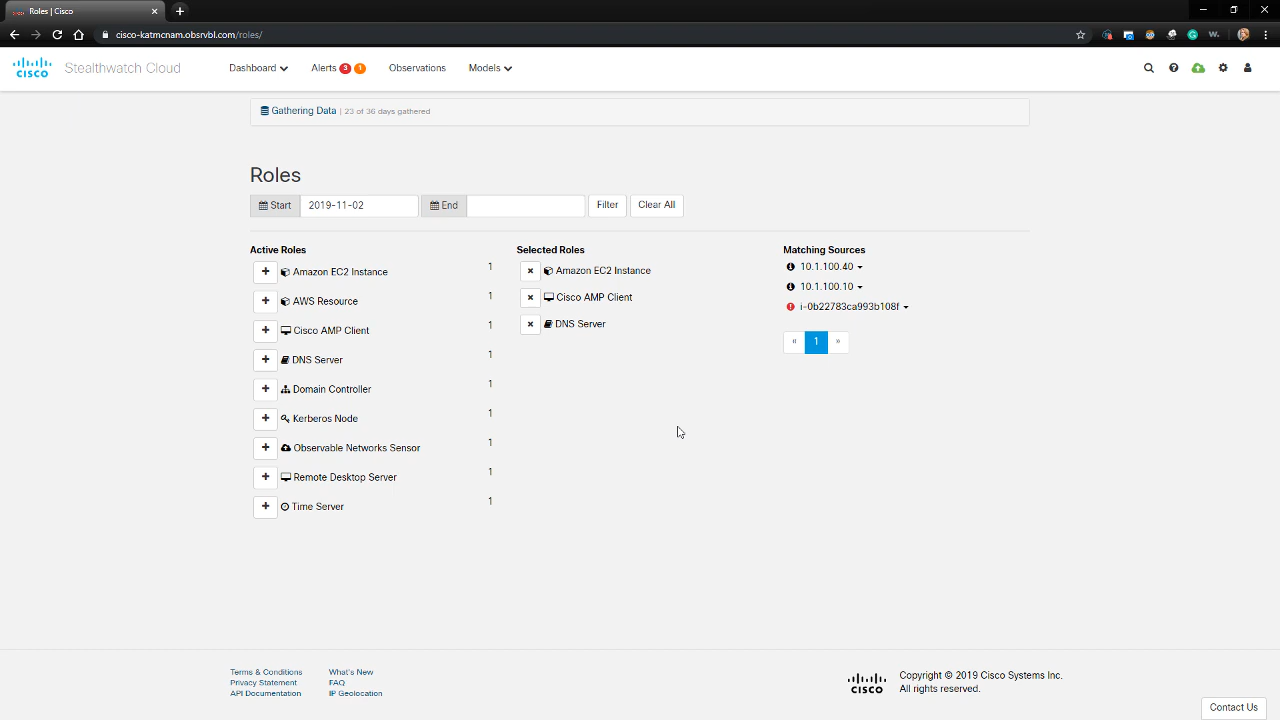 Roles | Cisco
cisco-katmcnam.obsrvbl.com/roles/
CISCO
Stealthwatch Cloud
Dashboard
Alerts 3 1
Observations
Models
Gathering Data | 23 of 36 days gathered
Roles
Start 2019-11-02 End Filter Clear All
Active Roles
Amazon EC2 Instance 1
AWS Resource 1
Cisco AMP Client 1
DNS Server 1
Domain Controller 1
Kerberos Node 1
Observable Networks Sensor 1
Remote Desktop Server 1
Time Server 1
Selected Roles
Amazon EC2 Instance
Cisco AMP Client
DNS Server
Matching Sources
10.1.100.40
10.1.100.10
i-0b22783ca993b108f
« 1 »
Terms & Conditions
Privacy Statement
API Documentation
What's New
FAQ
IP Geolocation
CISCO
Copyright © 2019 Cisco Systems Inc.
All rights reserved.
Contact Us